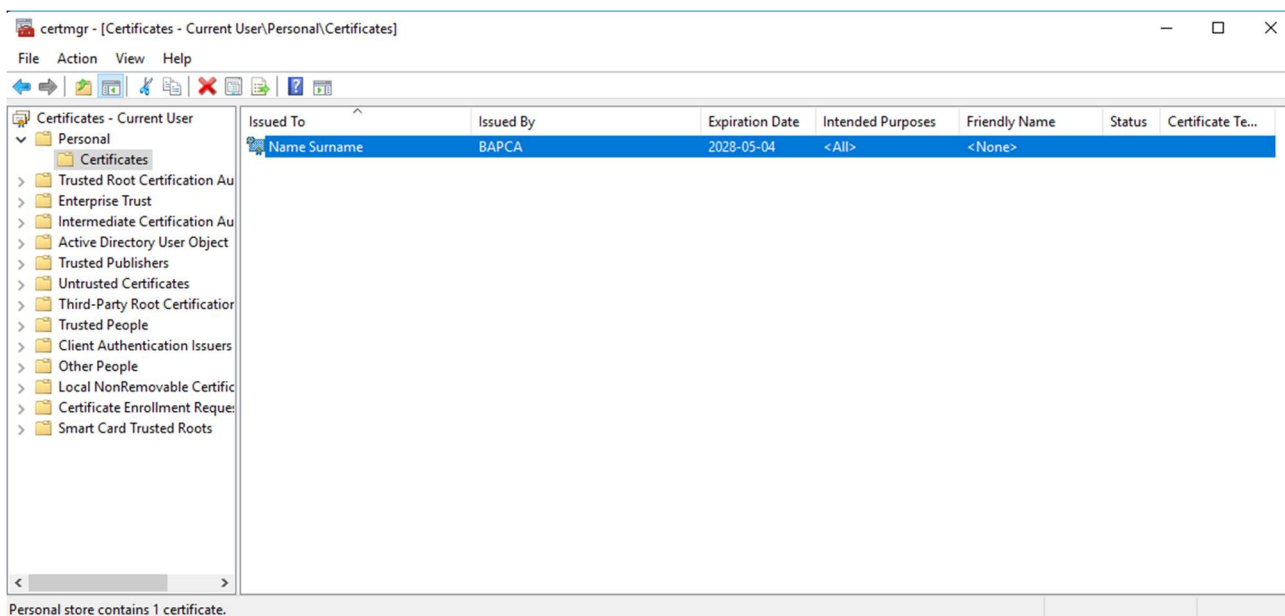 certmgr - [Certificates - Current User\Personal\Certificates]
File Action View Help
Certificates - Current User
Personal
Certificates
Trusted Root Certification Au
Enterprise Trust
Intermediate Certification Au
Active Directory User Object
Trusted Publishers
Untrusted Certificates
Third-Party Root Certification
Trusted People
Client Authentication Issuers
Other People
Local NonRemovable Certific
Certificate Enrollment Reques
Smart Card Trusted Roots
Issued To Issued By Expiration Date Intended Purposes Friendly Name Status Certificate Te...
Name Surname BAPCA 2028-05-04 <All> <None>
Personal store contains 1 certificate.